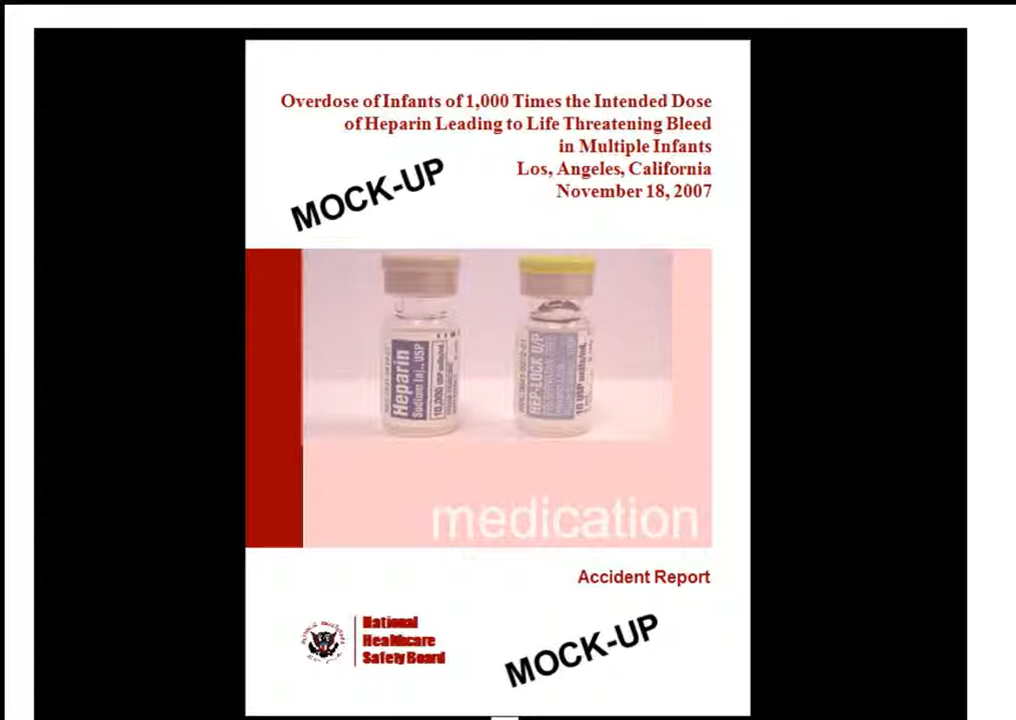 Overdose of Infants of 1,000 Times the Intended Dose
of Heparin Leading to Life Threatening Bleed
in Multiple Infants
Los, Angeles, California
November 18, 2007
MOCK-UP
Heparin
Sodium Inj., USP
10,000 USP units/mL
HEP-LOCK U/P
10 USP units/mL
medication
Accident Report
National
Healthcare
Safety Board
MOCK-UP